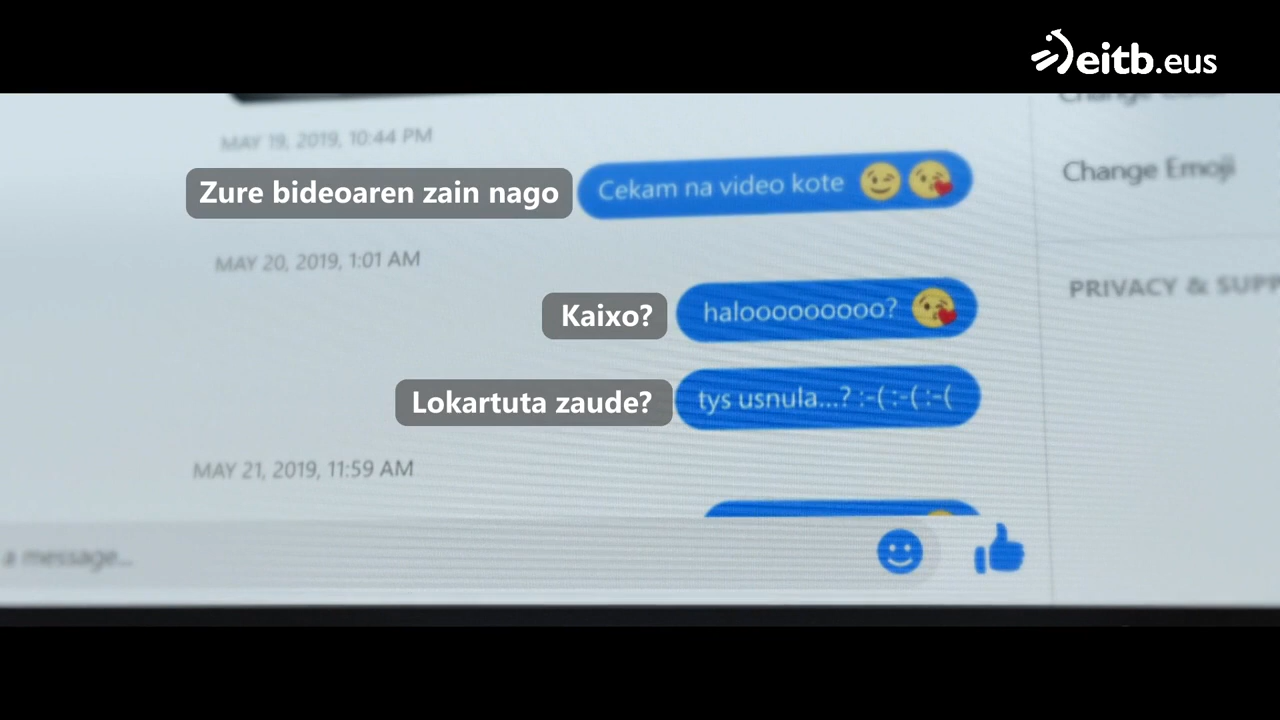 eitb.eus
MAY 19, 2019, 10:44 PM
Zure bideoaren zain nago
Cekam na video kote 😉 😘
Change Emoji
MAY 20, 2019, 1:01 AM
Kaixo?
halooooooooo? 😘
PRIVACY & SUPP
Lokartuta zaude?
tys usnula...? :-( :-( :-(
MAY 21, 2019, 11:59 AM
a message...